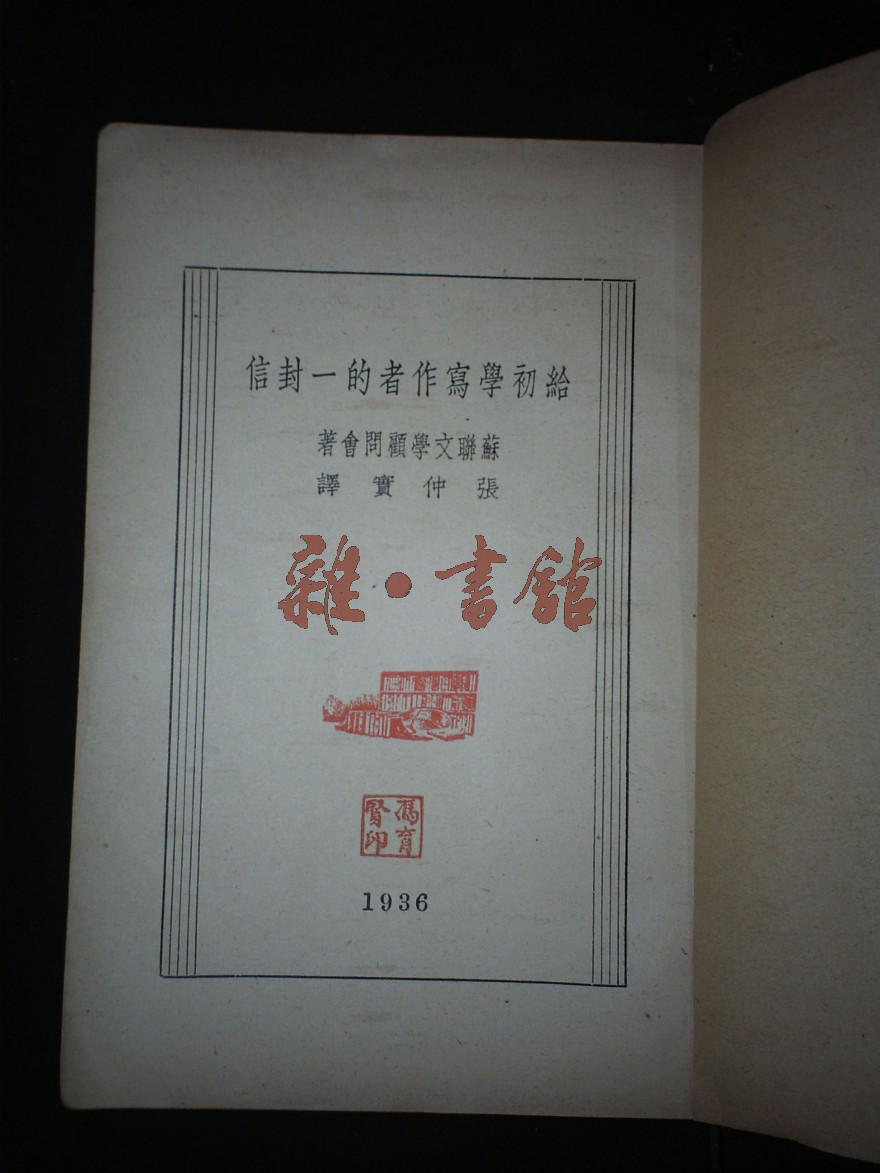 給初學寫作者的一封信
蘇聯文學顧問會著
張仲實譯
雜·書館
馮育賢印
1936